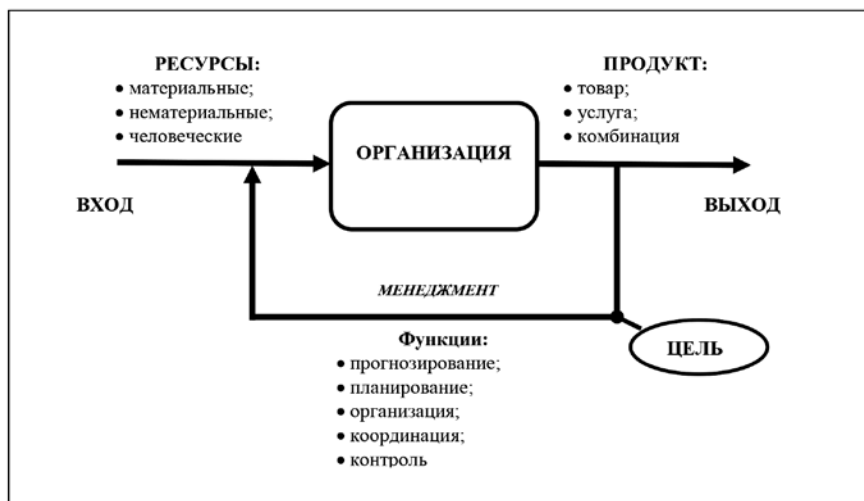 РЕСУРСЫ:
• материальные;
• нематериальные;
• человеческие
ВХОД
ОРГАНИЗАЦИЯ
ПРОДУКТ:
• товар;
• услуга;
• комбинация
ВЫХОД
МЕНЕДЖМЕНТ
Функции:
• прогнозирование;
• планирование;
• организация;
• координация;
• контроль
ЦЕЛЬ